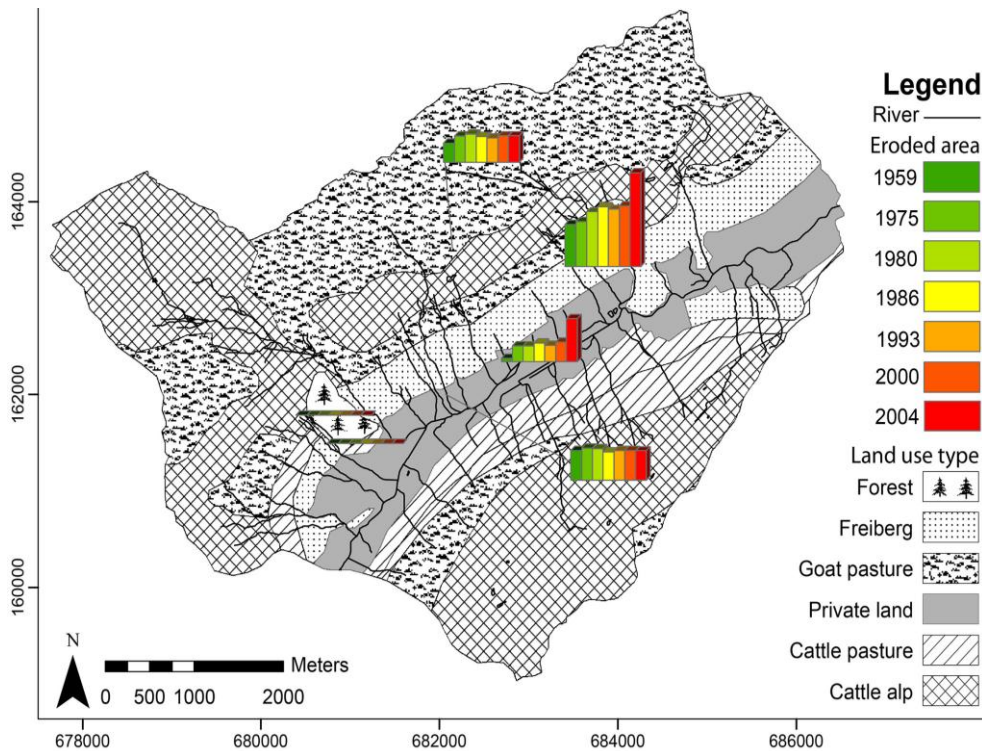 Legend
River
Eroded area
1959
1975
1980
1986
1993
2000
2004
Land use type
Forest
Freiberg
Goat pasture
Private land
Cattle pasture
Cattle alp
164000
162000
160000
N
Meters
0 500 1000 2000
678000 680000 682000 684000 686000